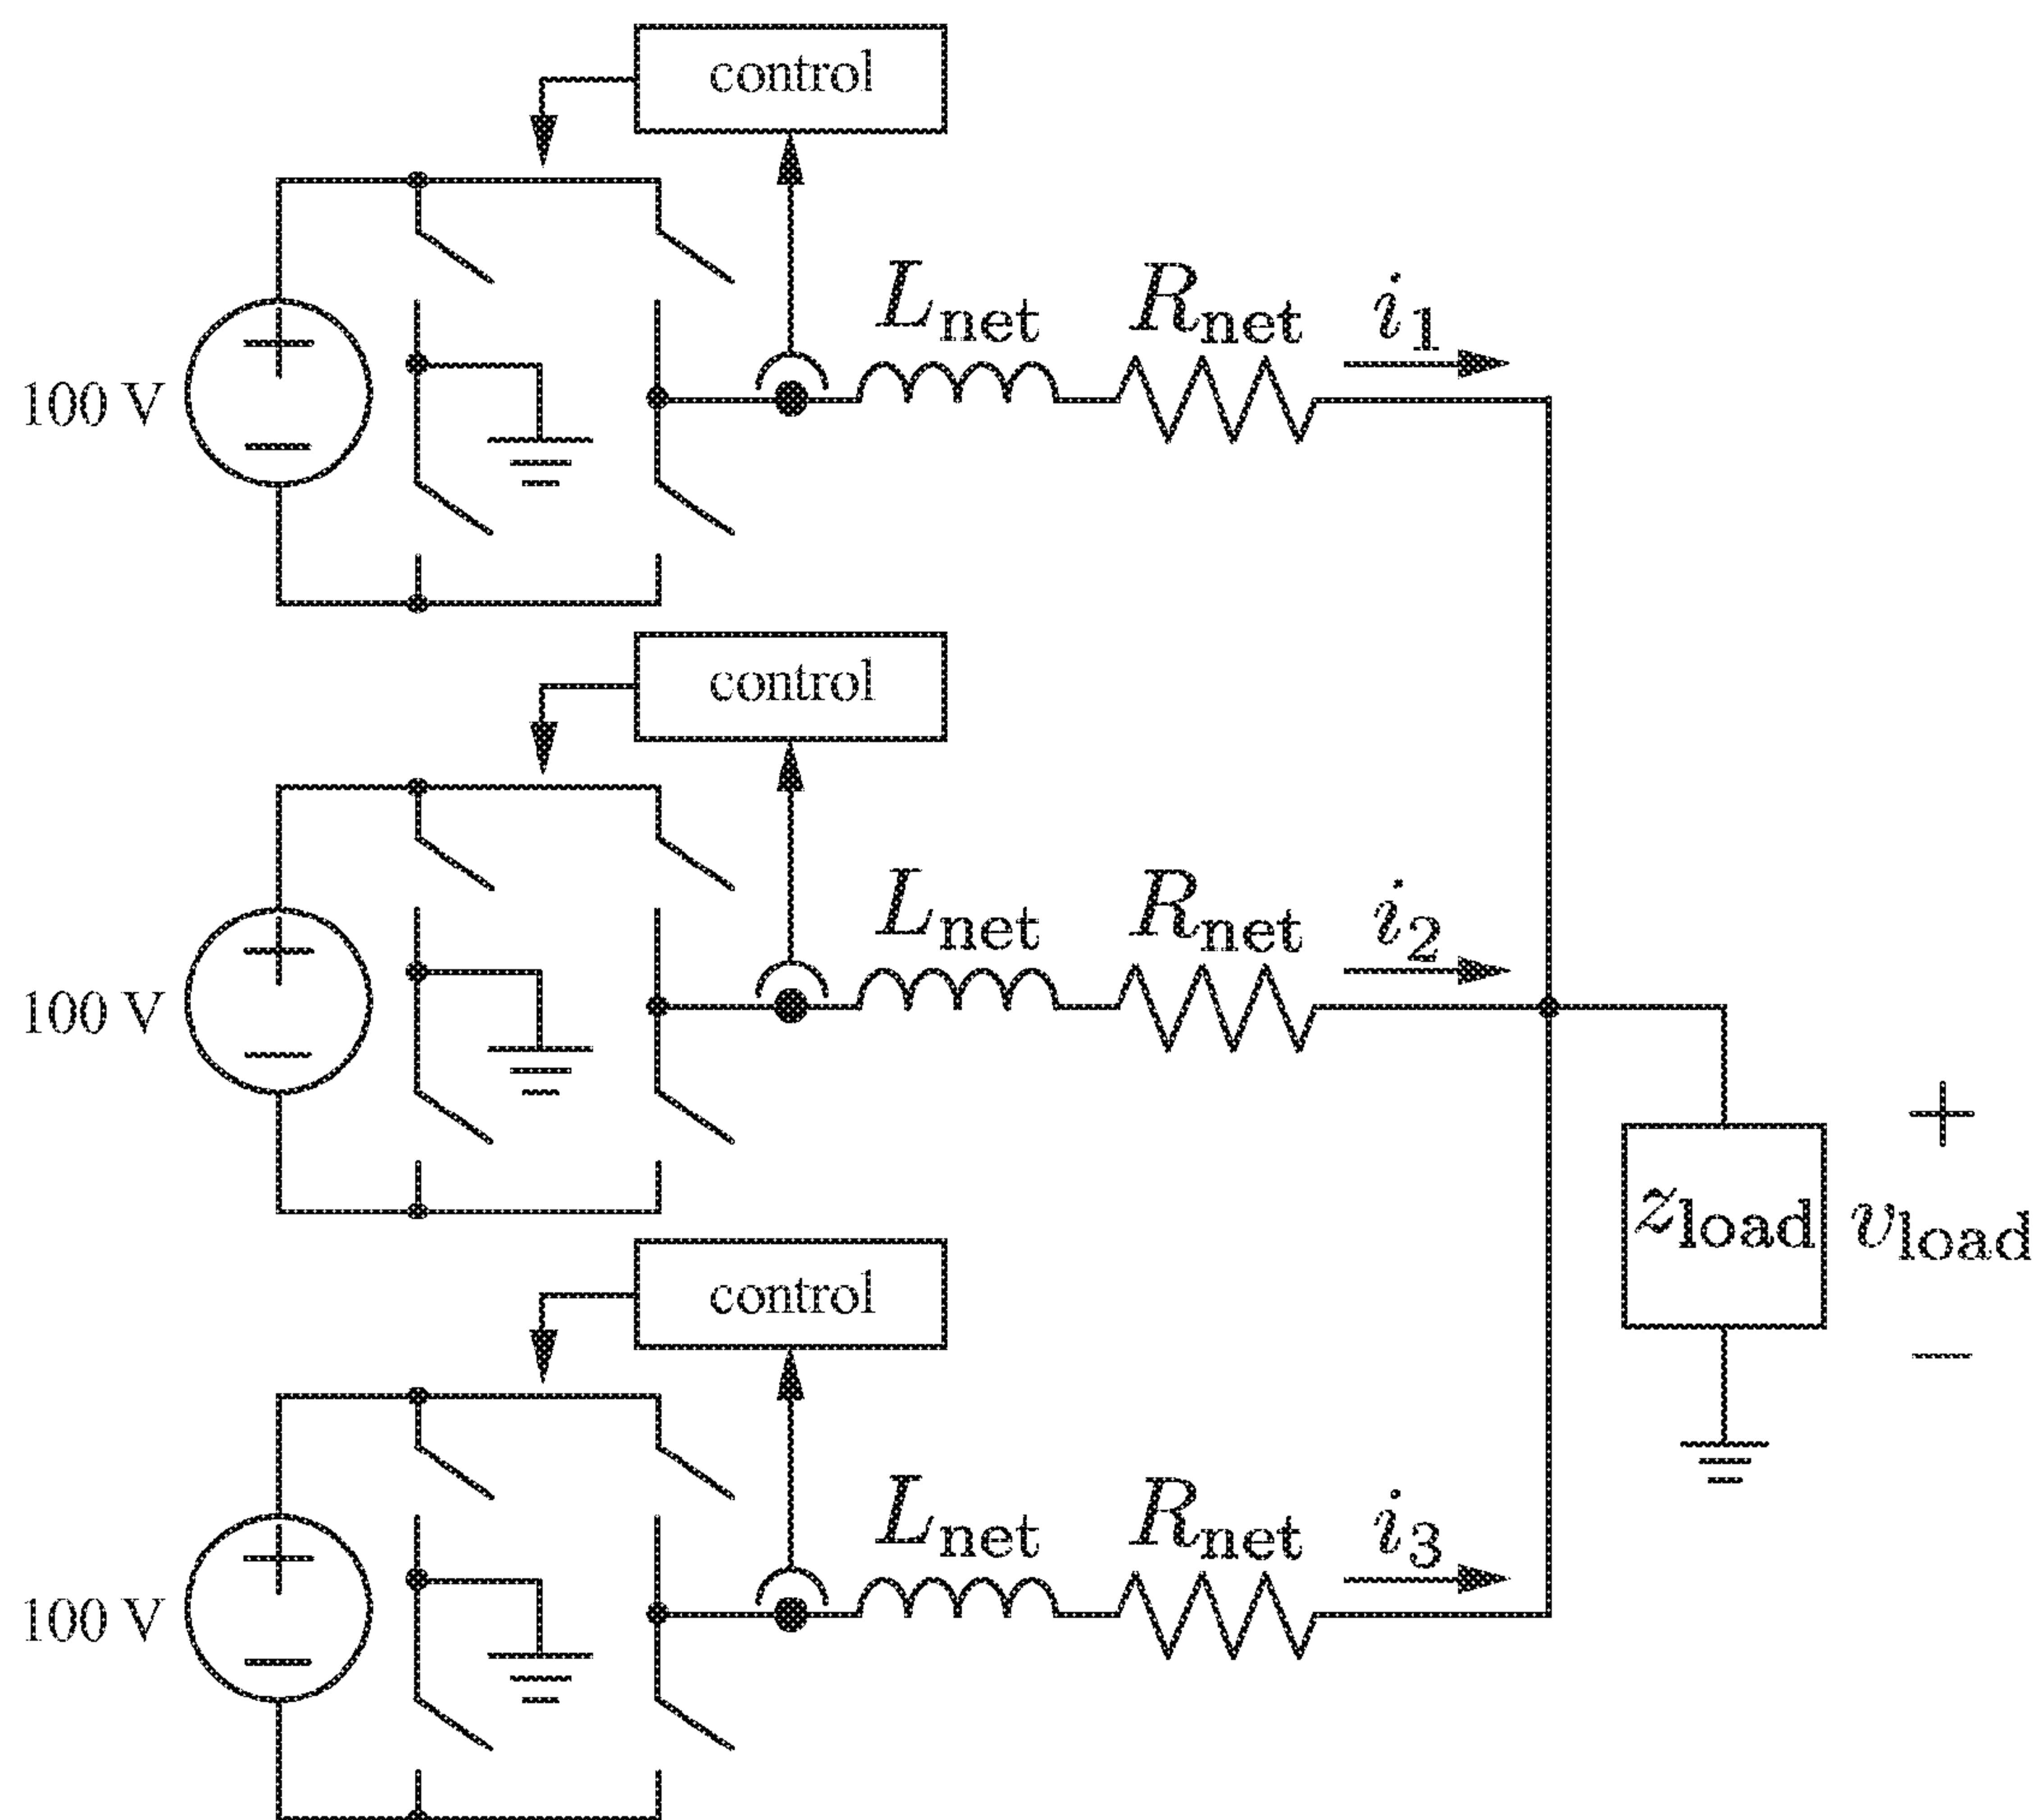 control
L_net R_net i_1
100 V
control
L_net R_net i_2
100 V
+
z_load v_load
−
control
L_net R_net i_3
100 V